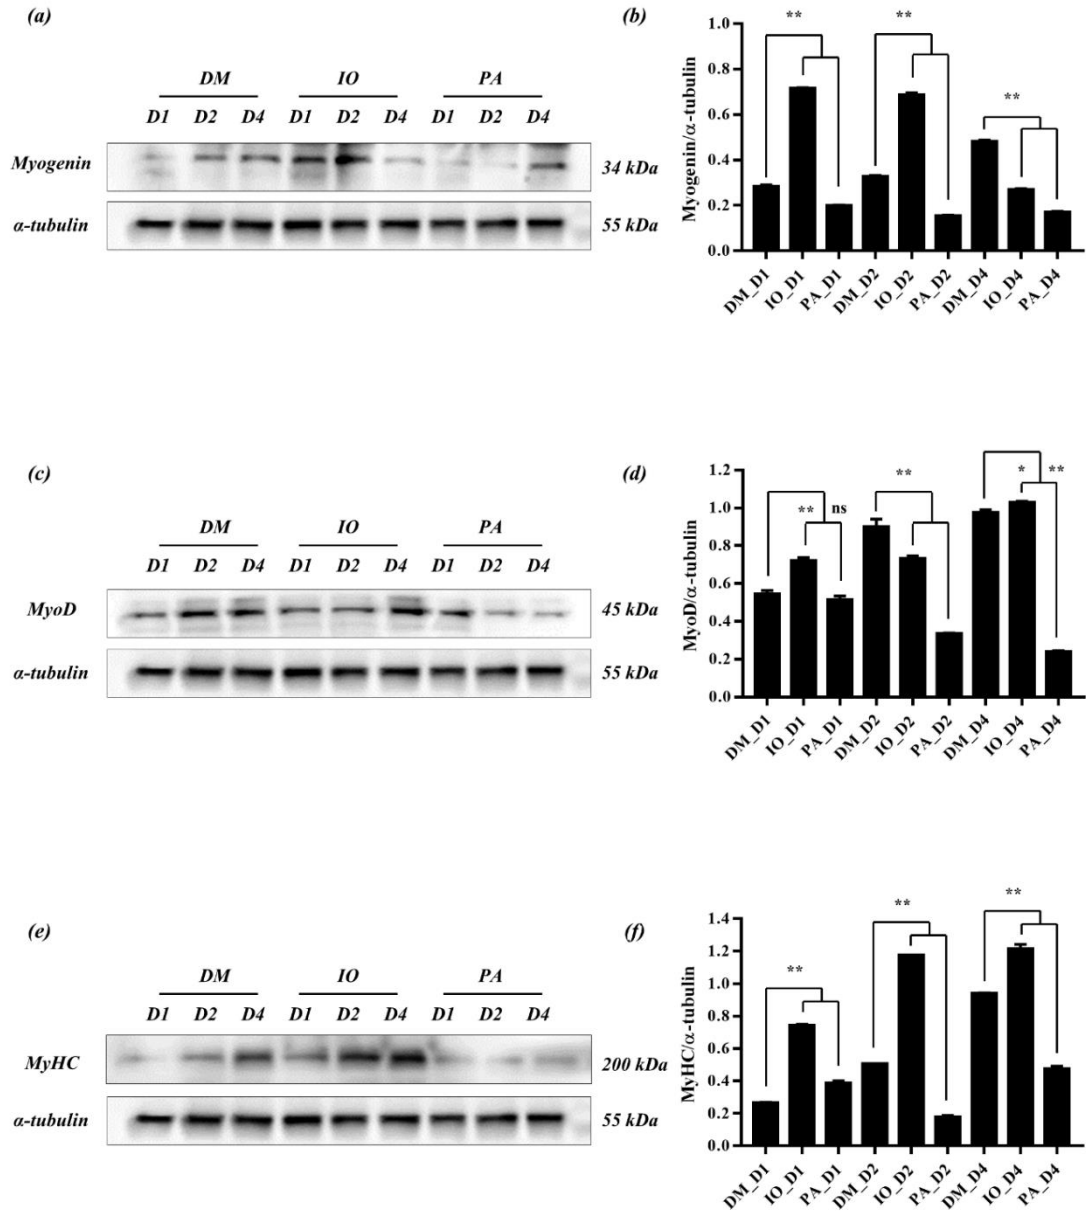 (a)
DM IO PA
D1 D2 D4 D1 D2 D4 D1 D2 D4
Myogenin 34 kDa
α-tubulin 55 kDa
(b)
** ** **
Myogenin/α-tubulin
1.0
0.8
0.6
0.4
0.2
0.0
DM_D1 IO_D1 PA_D1 DM_D2 IO_D2 PA_D2 DM_D4 IO_D4 PA_D4
(c)
DM IO PA
D1 D2 D4 D1 D2 D4 D1 D2 D4
MyoD 45 kDa
α-tubulin 55 kDa
(d)
** ns ** * **
MyoD/α-tubulin
1.2
1.0
0.8
0.6
0.4
0.2
0.0
DM_D1 IO_D1 PA_D1 DM_D2 IO_D2 PA_D2 DM_D4 IO_D4 PA_D4
(e)
DM IO PA
D1 D2 D4 D1 D2 D4 D1 D2 D4
MyHC 200 kDa
α-tubulin 55 kDa
(f)
** ** **
MyHC/α-tubulin
1.4
1.2
1.0
0.8
0.6
0.4
0.2
0.0
DM_D1 IO_D1 PA_D1 DM_D2 IO_D2 PA_D2 DM_D4 IO_D4 PA_D4